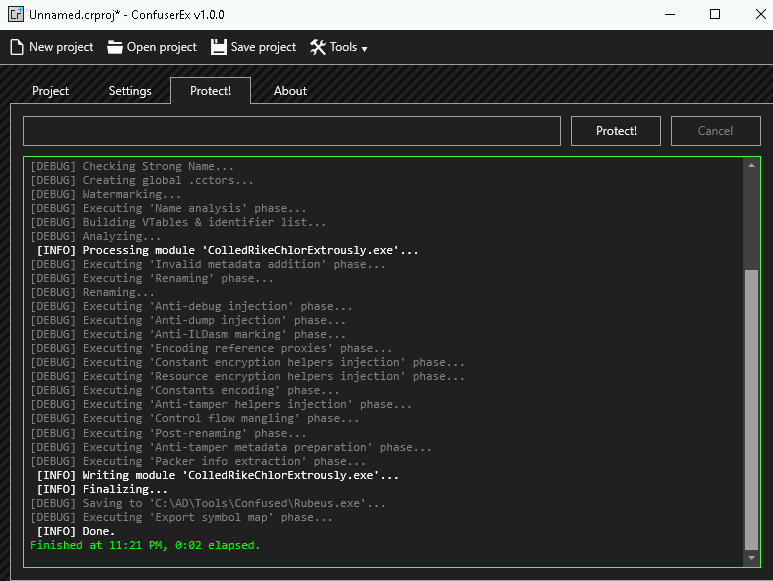 Unnamed.crproj* - ConfuserEx v1.0.0
New project Open project Save project Tools
Project Settings Protect! About
Protect! Cancel
[DEBUG] Checking Strong Name...
[DEBUG] Creating global .cctors...
[DEBUG] Watermarking...
[DEBUG] Executing 'Name analysis' phase...
[DEBUG] Building VTables & identifier list...
[DEBUG] Analyzing...
[INFO] Processing module 'ColledRikeChlorExtrously.exe'...
[DEBUG] Executing 'Invalid metadata addition' phase...
[DEBUG] Executing 'Renaming' phase...
[DEBUG] Renaming...
[DEBUG] Executing 'Anti-debug injection' phase...
[DEBUG] Executing 'Anti-dump injection' phase...
[DEBUG] Executing 'Anti-ILDasm marking' phase...
[DEBUG] Executing 'Encoding reference proxies' phase...
[DEBUG] Executing 'Constant encryption helpers injection' phase...
[DEBUG] Executing 'Resource encryption helpers injection' phase...
[DEBUG] Executing 'Constants encoding' phase...
[DEBUG] Executing 'Anti-tamper helpers injection' phase...
[DEBUG] Executing 'Control flow mangling' phase...
[DEBUG] Executing 'Post-renaming' phase...
[DEBUG] Executing 'Anti-tamper metadata preparation' phase...
[DEBUG] Executing 'Packer info extraction' phase...
[INFO] Writing module 'ColledRikeChlorExtrously.exe'...
[INFO] Finalizing...
[DEBUG] Saving to 'C:\AD\Tools\Confused\Rubeus.exe'...
[DEBUG] Executing 'Export symbol map' phase...
[INFO] Done.
Finished at 11:21 PM, 0:02 elapsed.